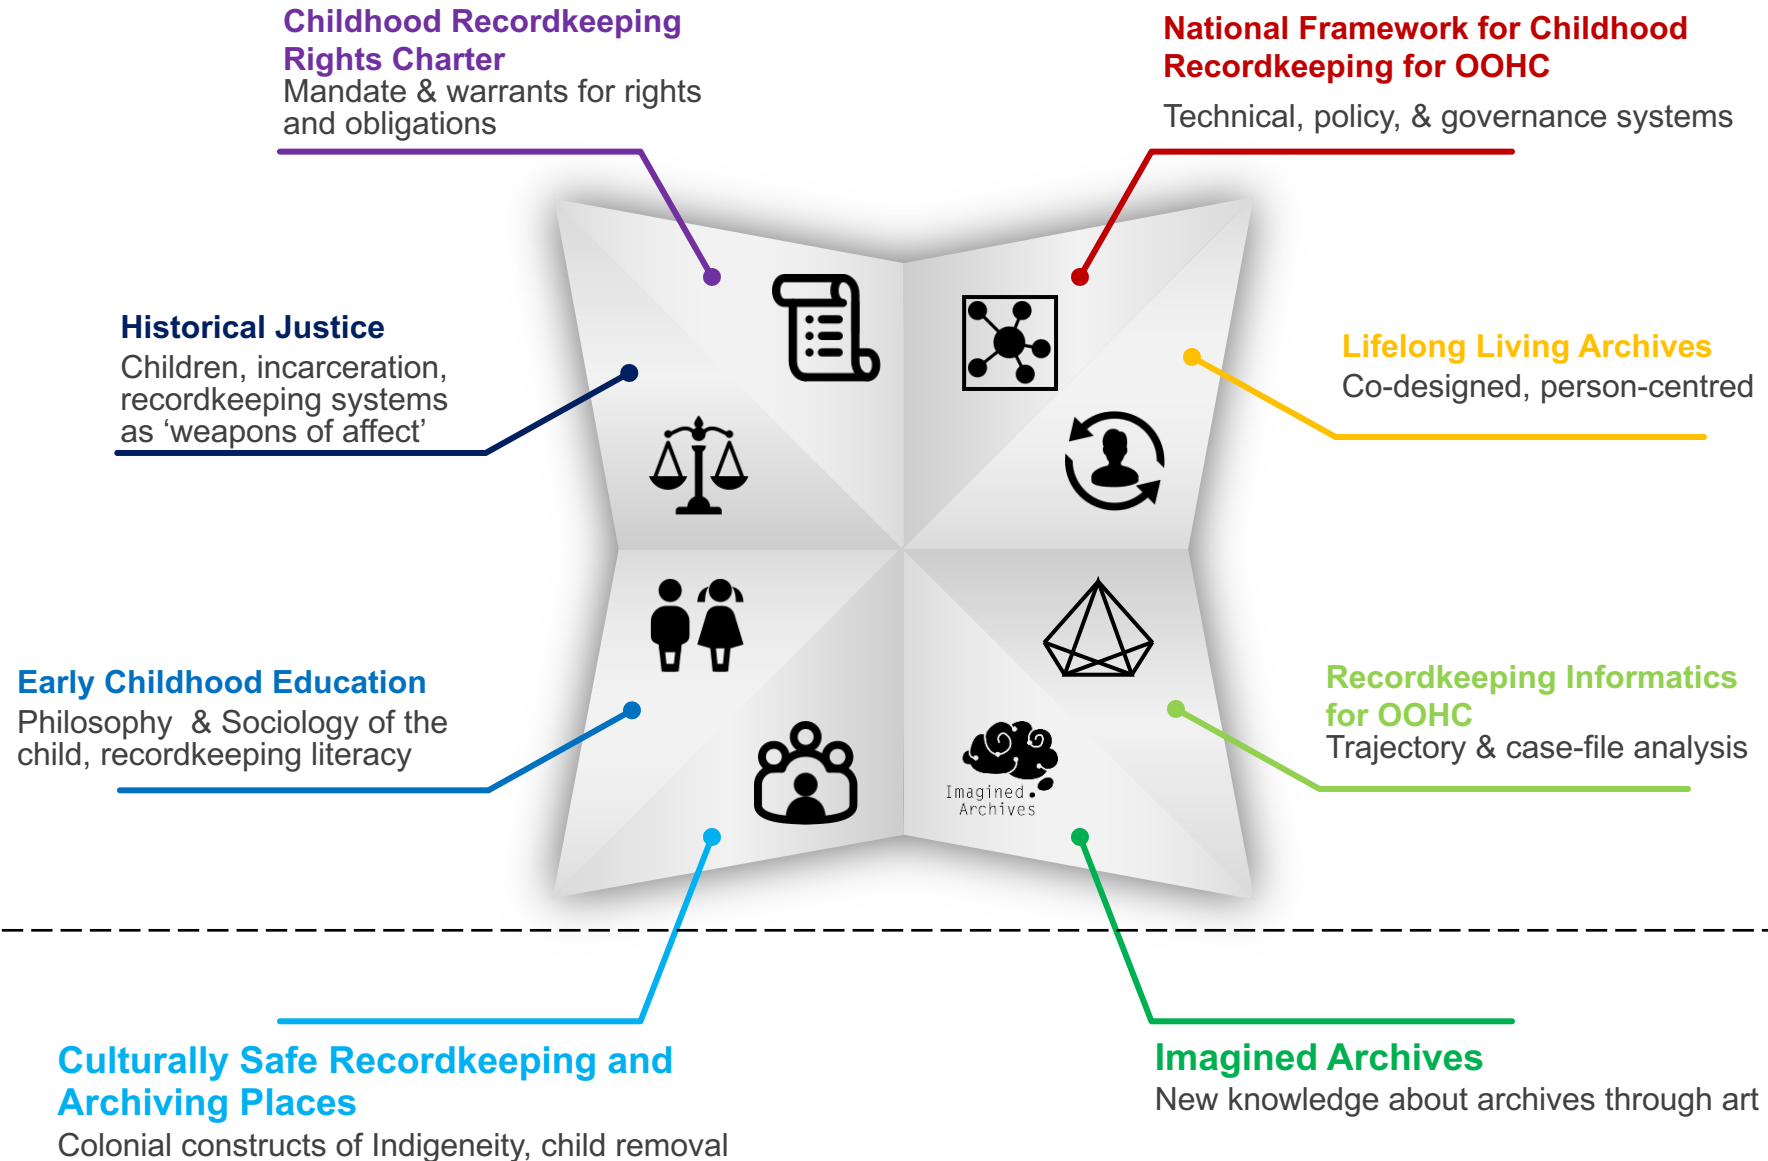 Childhood Recordkeeping
Rights Charter
Mandate & warrants for rights
and obligations
National Framework for Childhood
Recordkeeping for OOHC
Technical, policy, & governance systems
Historical Justice
Children, incarceration,
recordkeeping systems
as ‘weapons of affect’
Lifelong Living Archives
Co-designed, person-centred
Early Childhood Education
Philosophy & Sociology of the
child, recordkeeping literacy
Recordkeeping Informatics
for OOHC
Trajectory & case-file analysis
Imagined
Archives
Culturally Safe Recordkeeping and
Archiving Places
Colonial constructs of Indigeneity, child removal
Imagined Archives
New knowledge about archives through art